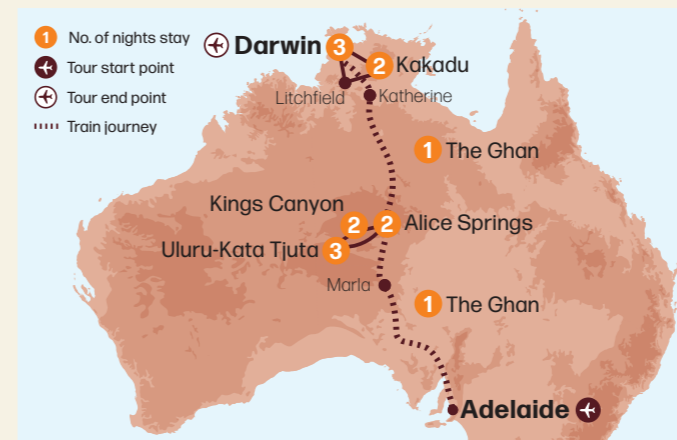 1 No. of nights stay
Tour start point
Tour end point
Train journey
Darwin 3
2 Kakadu
Litchfield
Katherine
1 The Ghan
Kings Canyon 2
2 Alice Springs
Uluru-Kata Tjuta 3
Marla
1 The Ghan
Adelaide